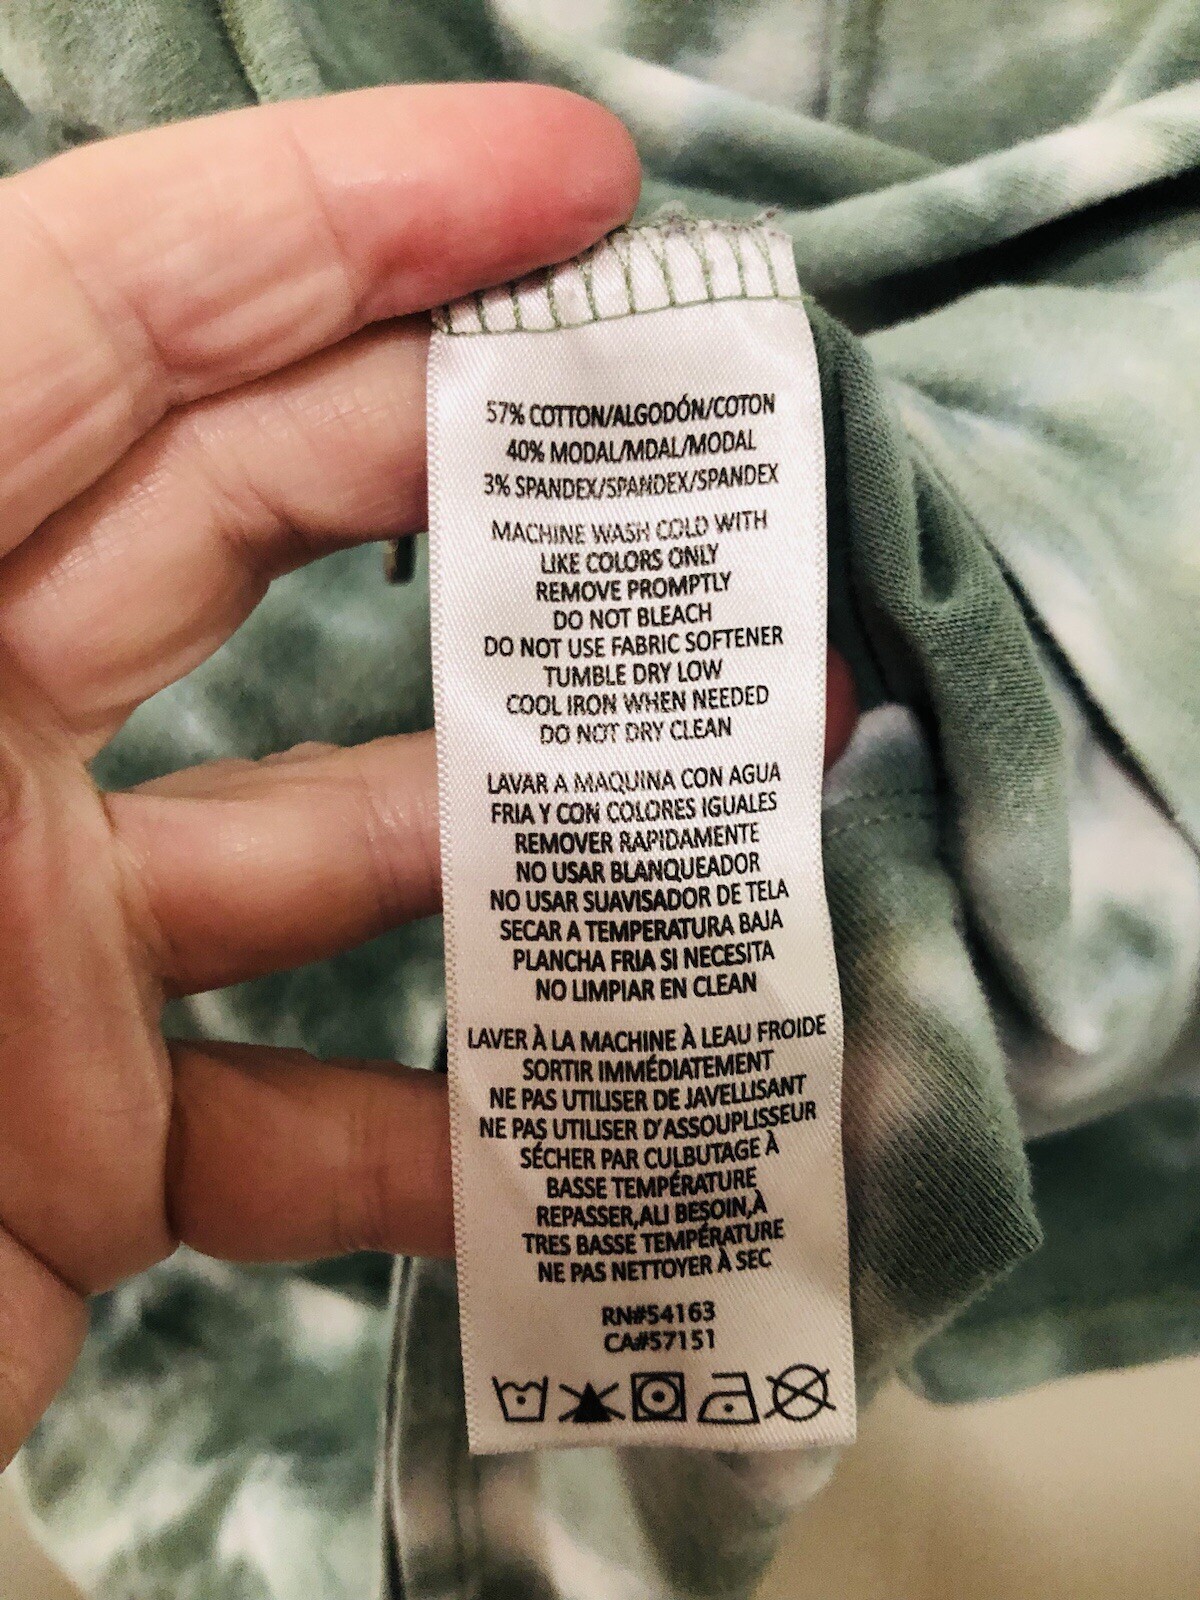 57% COTTON/ALGODÓN/COTON
40% MODAL/MDAL/MODAL
3% SPANDEX/SPANDEX/SPANDEX
MACHINE WASH COLD WITH
LIKE COLORS ONLY
REMOVE PROMPTLY
DO NOT BLEACH
DO NOT USE FABRIC SOFTENER
TUMBLE DRY LOW
COOL IRON WHEN NEEDED
DO NOT DRY CLEAN
LAVAR A MAQUINA CON AGUA
FRIA Y CON COLORES IGUALES
REMOVER RAPIDAMENTE
NO USAR BLANQUEADOR
NO USAR SUAVISADOR DE TELA
SECAR A TEMPERATURA BAJA
PLANCHA FRIA SI NECESITA
NO LIMPIAR EN CLEAN
LAVER À LA MACHINE À LEAU FROIDE
SORTIR IMMÉDIATEMENT
NE PAS UTILISER DE JAVELLISANT
NE PAS UTILISER D'ASSOUPLISSEUR
SÉCHER PAR CULBUTAGE À
BASSE TEMPÉRATURE
REPASSER,ALI BESOIN,À
TRES BASSE TEMPÉRATURE
NE PAS NETTOYER À SEC
RN#54163
CA#57151